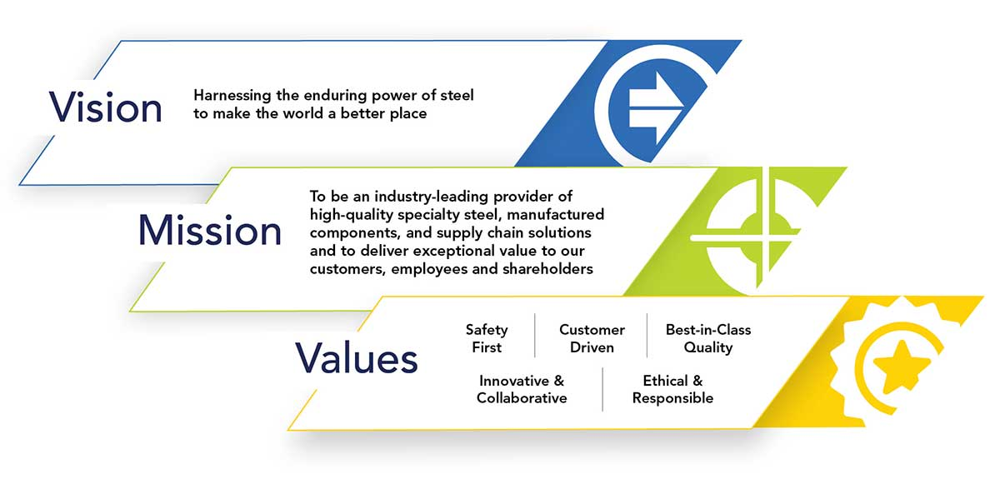 Vision
Harnessing the enduring power of steel
to make the world a better place
Mission
To be an industry-leading provider of
high-quality specialty steel, manufactured
components, and supply chain solutions
and to deliver exceptional value to our
customers, employees and shareholders
Values
Safety
First
Customer
Driven
Best-in-Class
Quality
Innovative &
Collaborative
Ethical &
Responsible